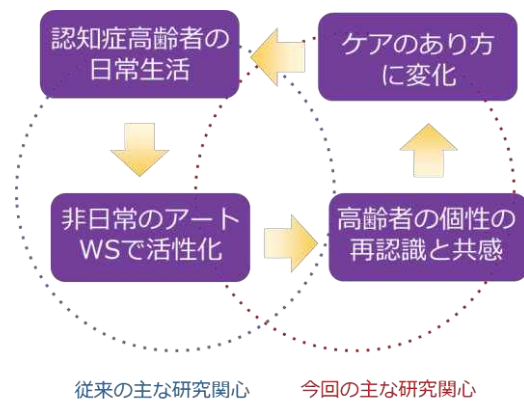 認知症高齢者の
日常生活
ケアのあり方
に変化
非日常のアート
WSで活性化
高齢者の個性の
再認識と共感
従来の主な研究関心
今回の主な研究関心